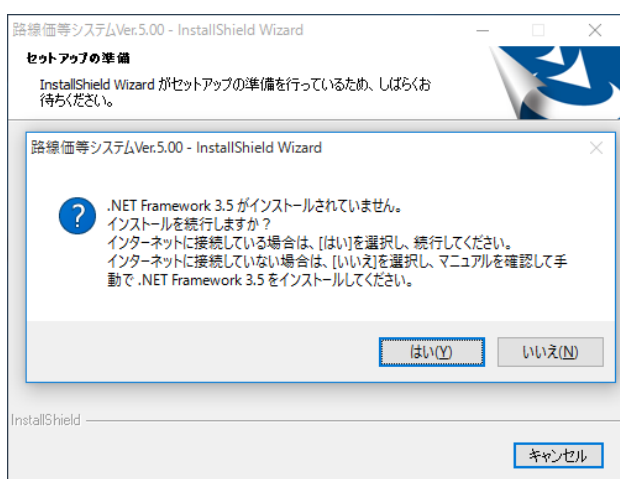 路線価等システムVer.5.00 - InstallShield Wizard
セットアップの準備
InstallShield Wizard がセットアップの準備を行っているため、しばらくお
待ちください。
路線価等システムVer.5.00 - InstallShield Wizard
.NET Framework 3.5 がインストールされていません。
インストールを続行しますか？
インターネットに接続している場合は、[はい]を選択し、続行してください。
インターネットに接続していない場合は、[いいえ]を選択し、マニュアルを確認して手
動で .NET Framework 3.5 をインストールしてください。
はい(Y)
いいえ(N)
InstallShield
キャンセル